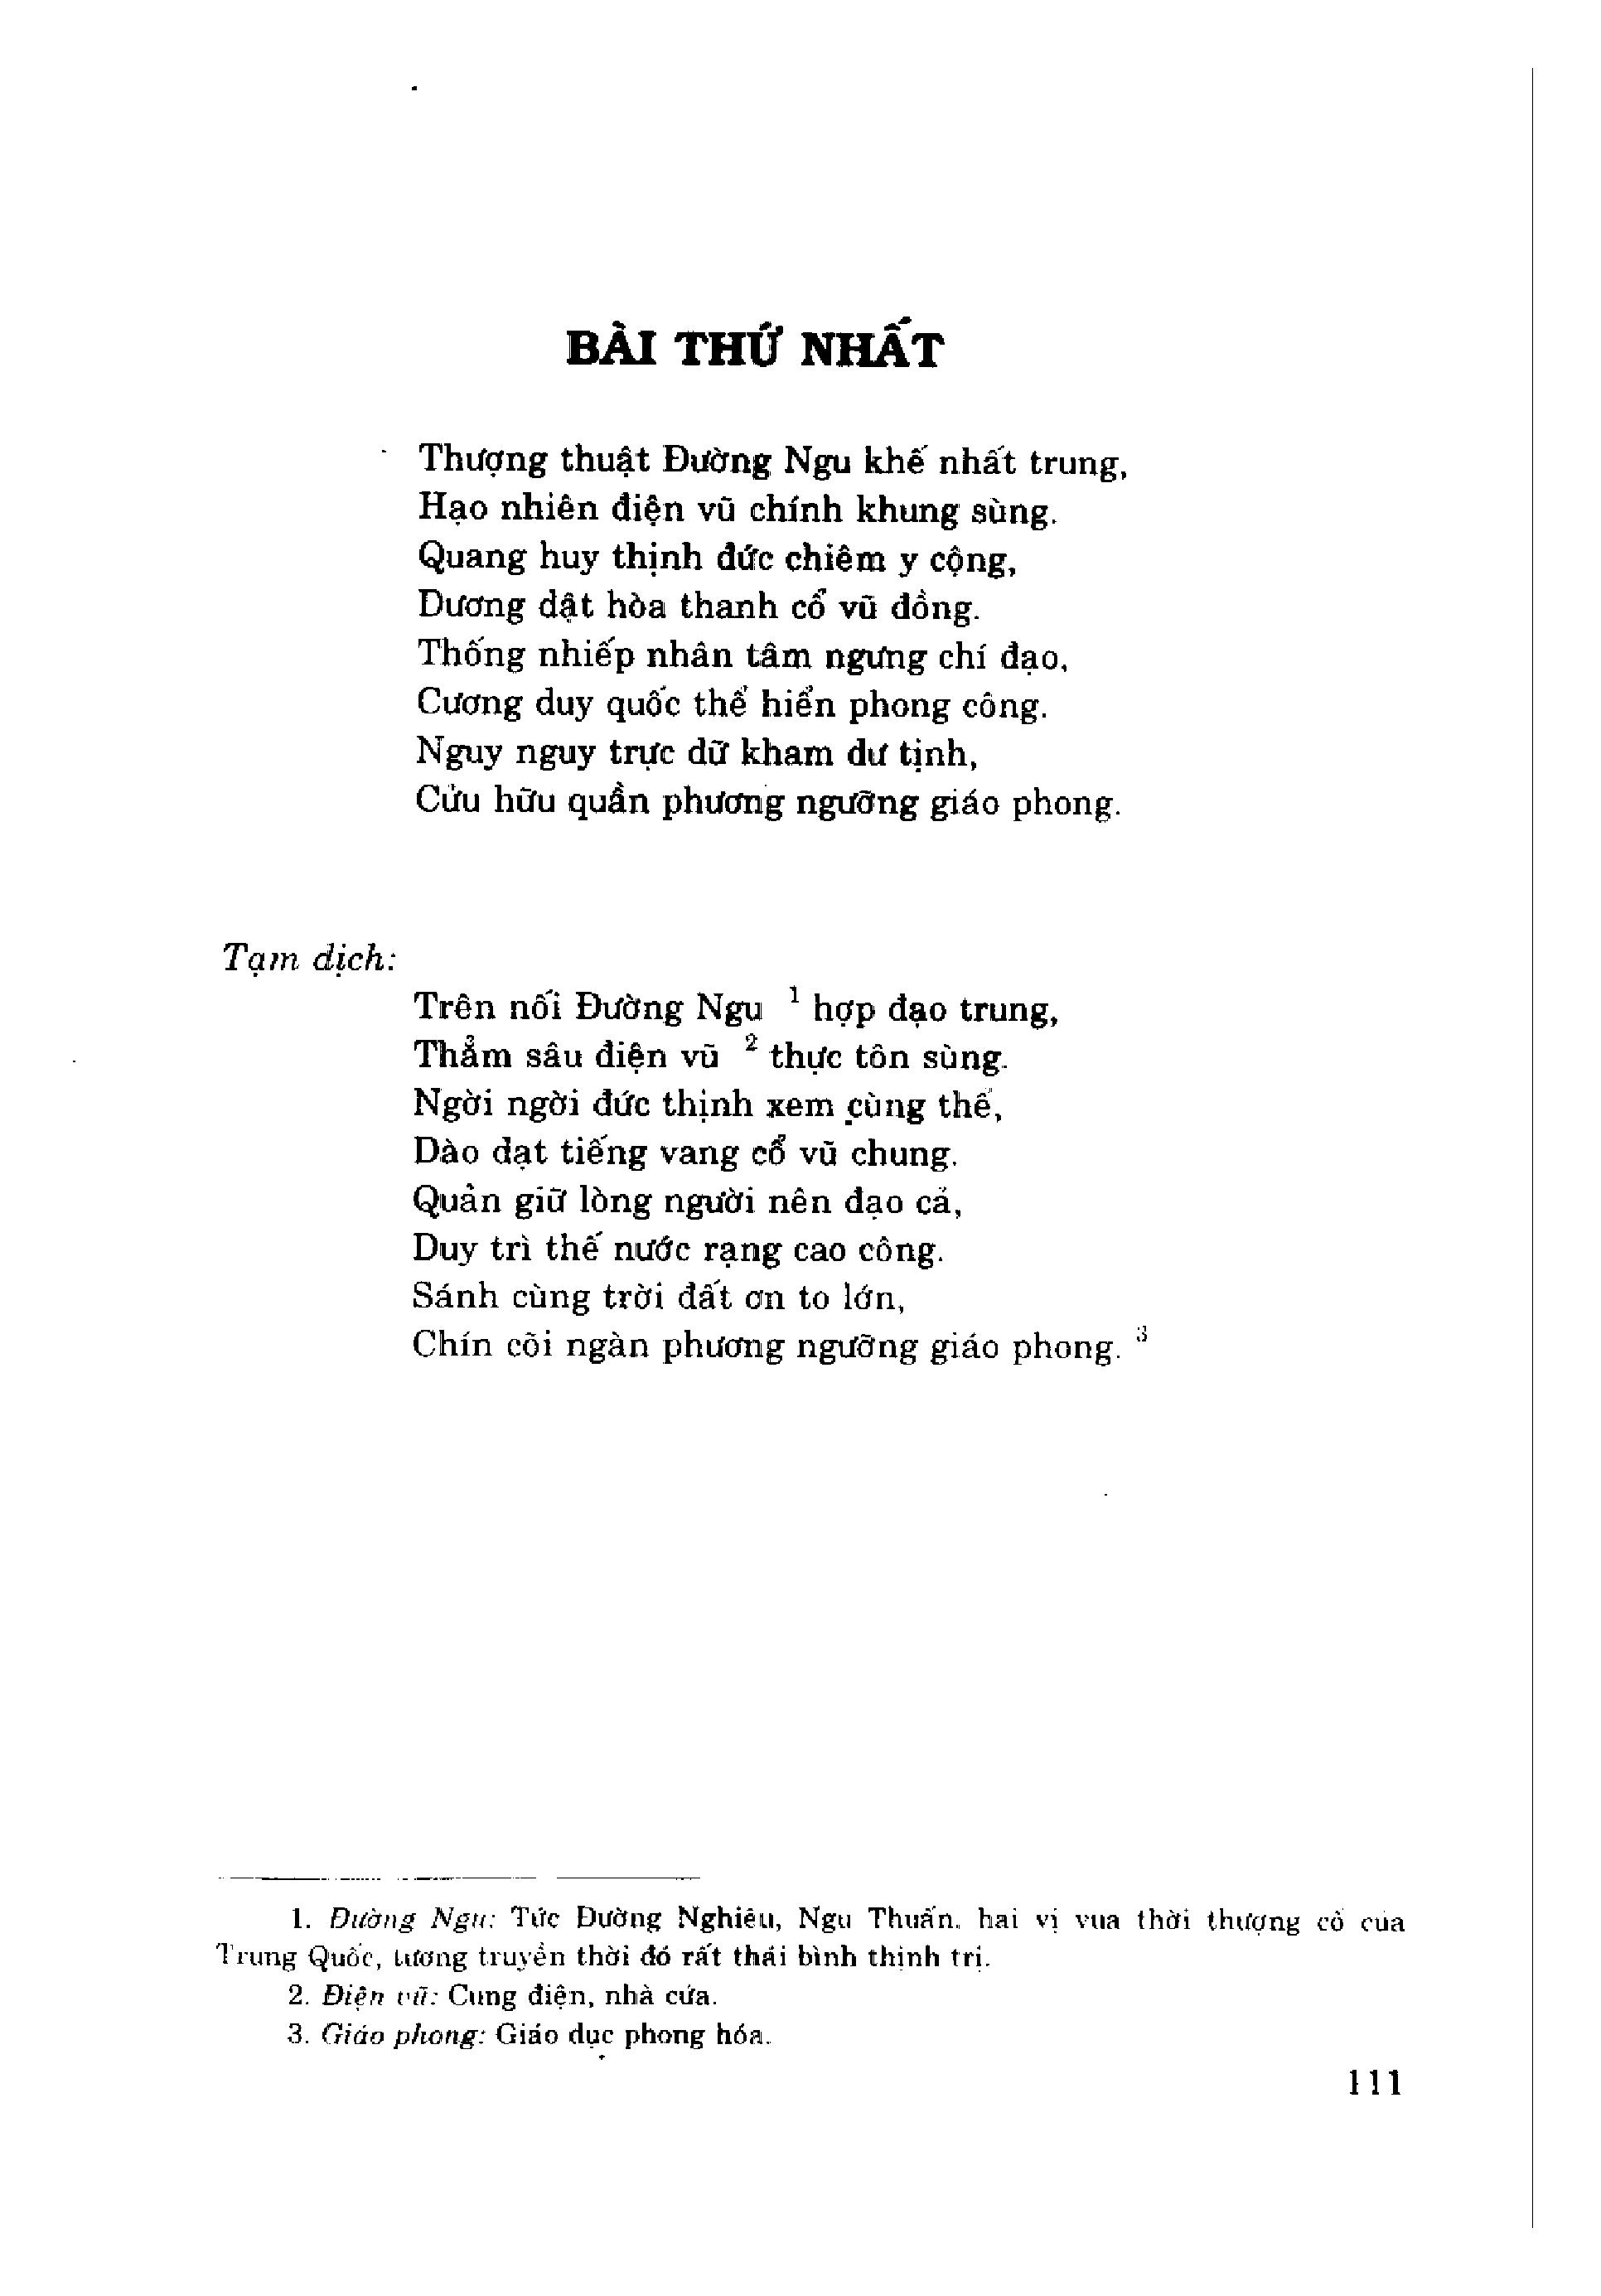 BÀI THỨ NHẤT
Thượng thuật Đường Ngu khế nhất trung,
Hạo nhiên điện vũ chính khung sùng.
Quang huy thịnh đức chiêm y cộng,
Dương dật hòa thanh cổ vũ đồng.
Thống nhiếp nhân tâm ngưng chí đạo,
Cương duy quốc thể hiển phong công.
Nguy nguy trực dữ kham dư tịnh,
Cửu hữu quần phương ngưỡng giáo phong.
Tạm dịch:
Trên nối Đường Ngu 1 hợp đạo trung,
Thẳm sâu điện vũ 2 thực tôn sùng.
Ngời ngời đức thịnh xem cùng thế,
Dào dạt tiếng vang cổ vũ chung.
Quản giữ lòng người nên đạo cả,
Duy trì thế nước rạng cao công.
Sánh cùng trời đất ơn to lớn,
Chín cõi ngàn phương ngưỡng giáo phong. 3
1. Đường Ngu: Tức Đường Nghiêu, Ngu Thuấn, hai vị vua thời thượng cổ của
Trung Quốc, tương truyền thời đó rất thái bình thịnh trị.
2. Điện vũ: Cung điện, nhà cửa.
3. Giáo phong: Giáo dục phong hóa.
111